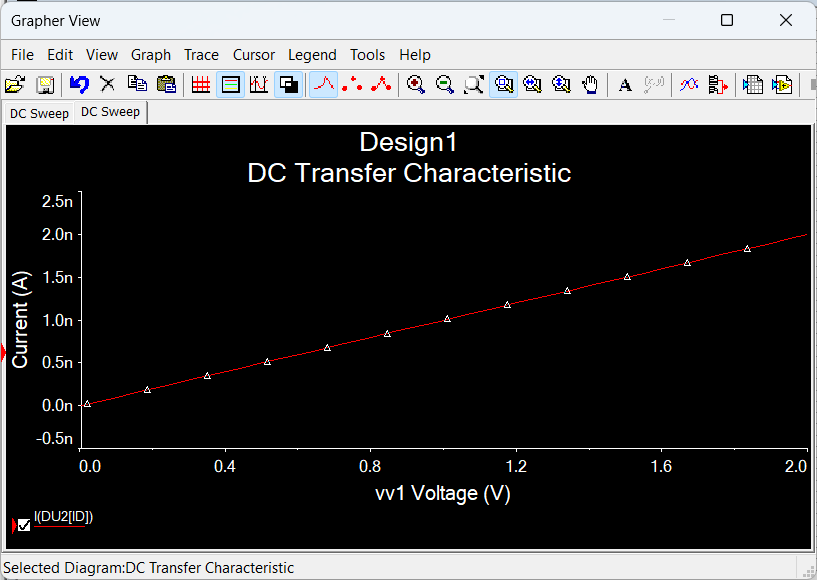 Grapher View
File Edit View Graph Trace Cursor Legend Tools Help
A
DC Sweep DC Sweep
Design1
DC Transfer Characteristic
2.5n
2.0n
1.5n
1.0n
0.5n
0.0n
-0.5n
Current (A)
0.0 0.4 0.8 1.2 1.6 2.0
vv1 Voltage (V)
I(DU2[ID])
Selected Diagram:DC Transfer Characteristic